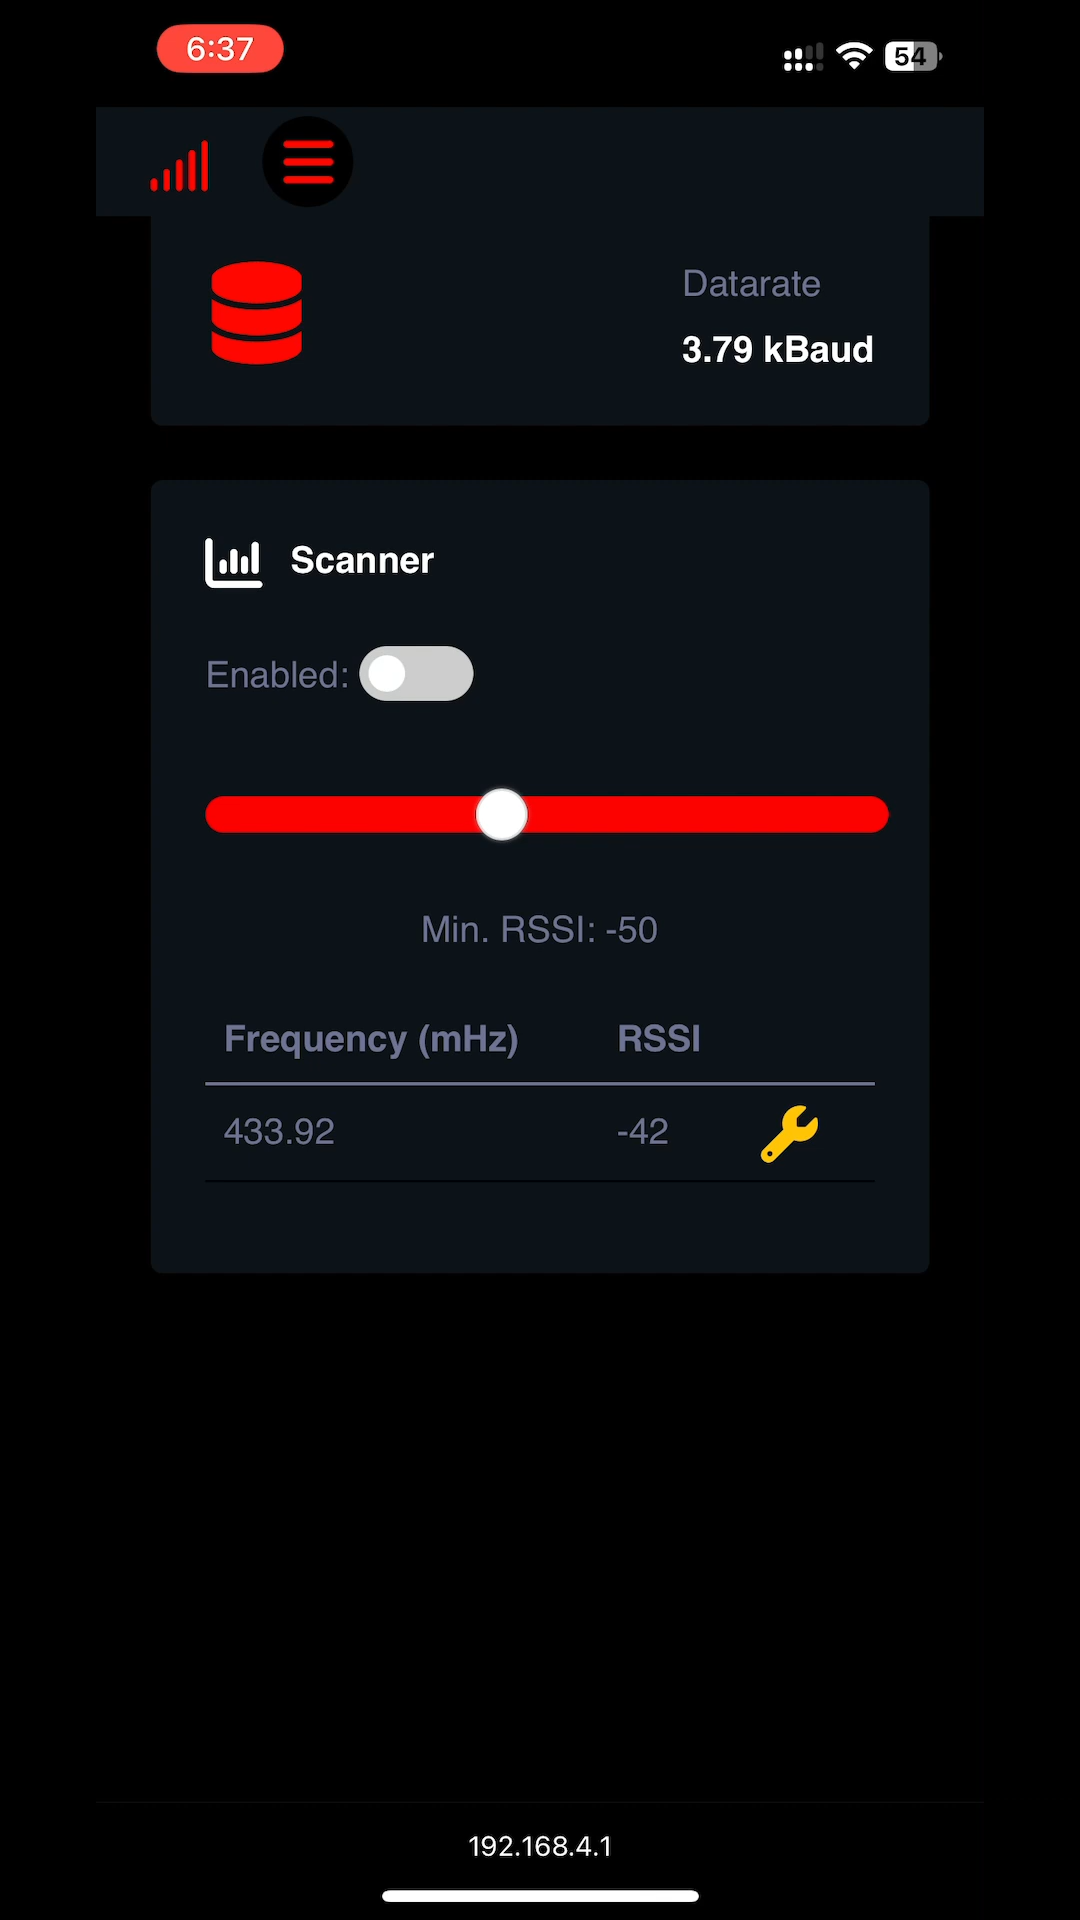 6:37
54
Datarate
3.79 kBaud
Scanner
Enabled:
Min. RSSI: -50
Frequency (mHz) RSSI
433.92 -42
192.168.4.1